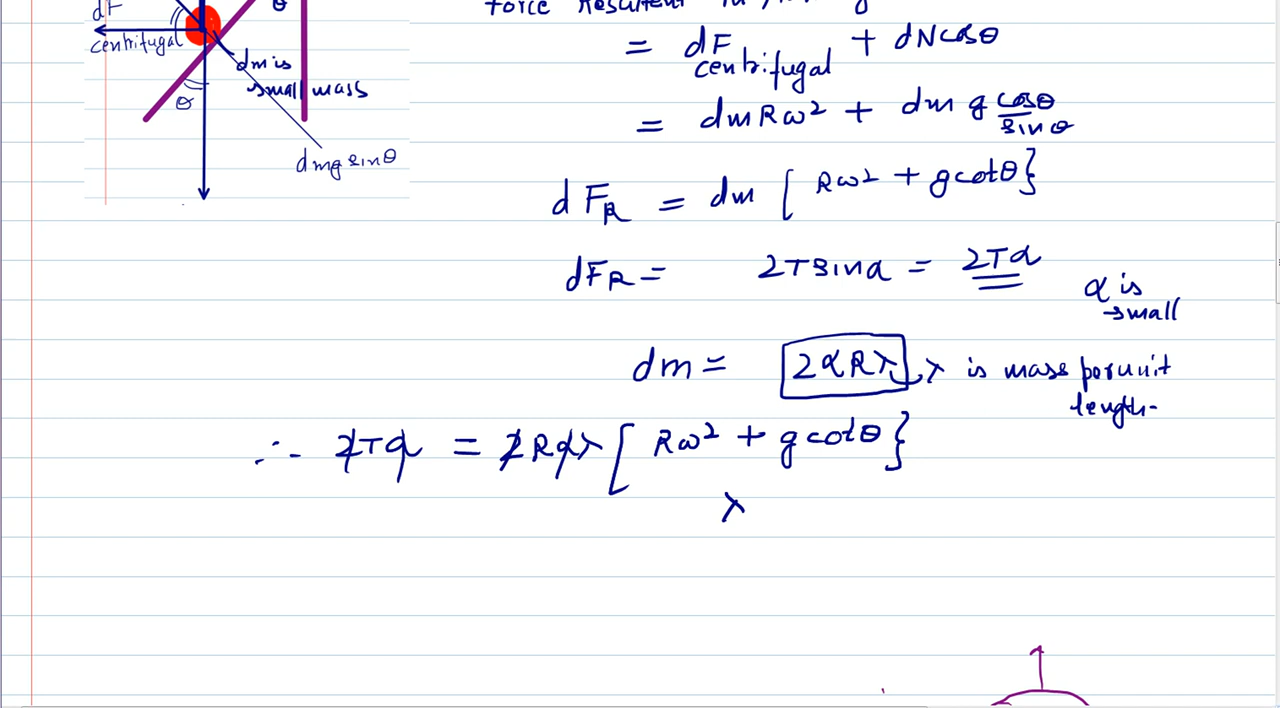 dF
centrifugal
θ
dm is
small mass
θ
dmg sinθ
force Resultent
= dF centrifugal + dN cosθ
= dm Rω² + dm g cosθ/sinθ
dF_R = dm [ Rω² + g cotθ }
dF_R = 2T sinα = 2Tα
α is
small
dm = 2αRλ, λ is mass per unit
length.
∴ 2Tα = 2Rαλ [ Rω² + g cotθ }
λ